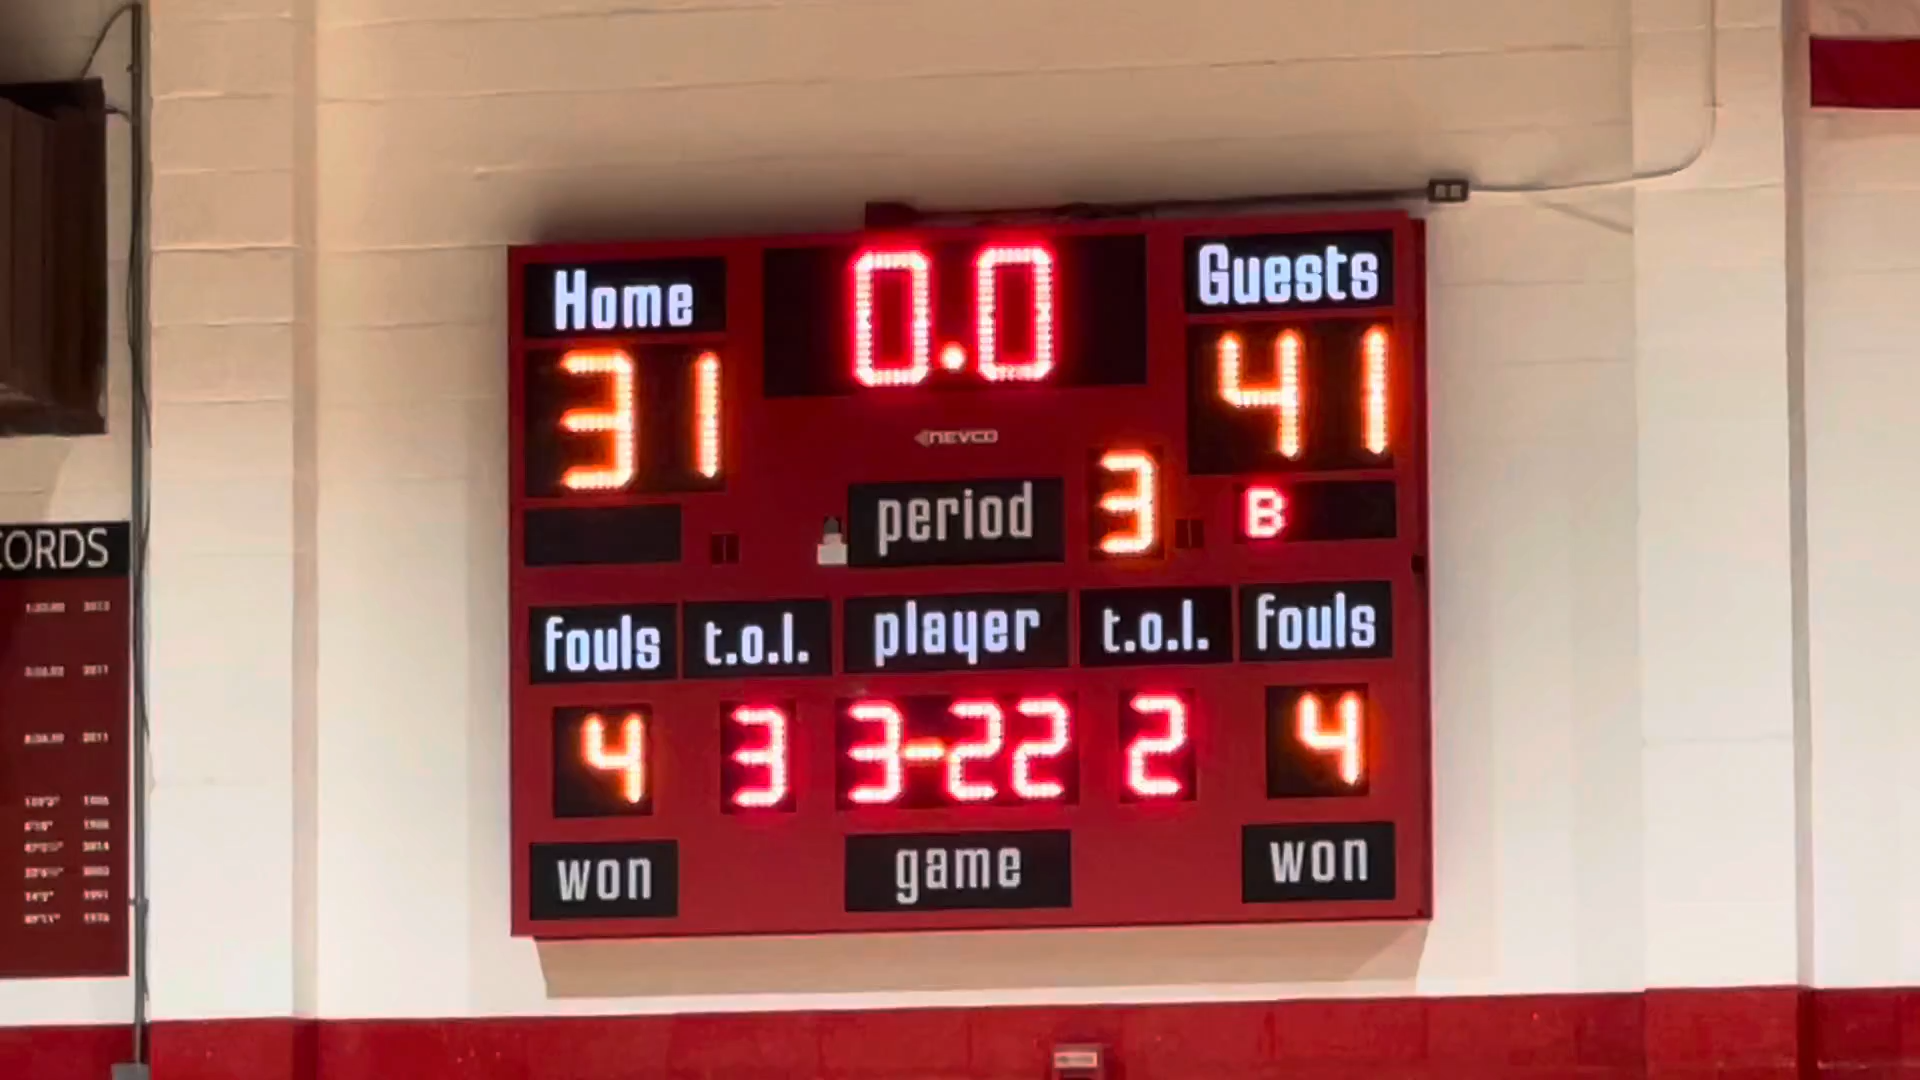 Home 0.0 Guests
31 41
NEVCO
period 3 B
fouls t.o.l. player t.o.l. fouls
4 3 3-22 2 4
won game won
CORDS